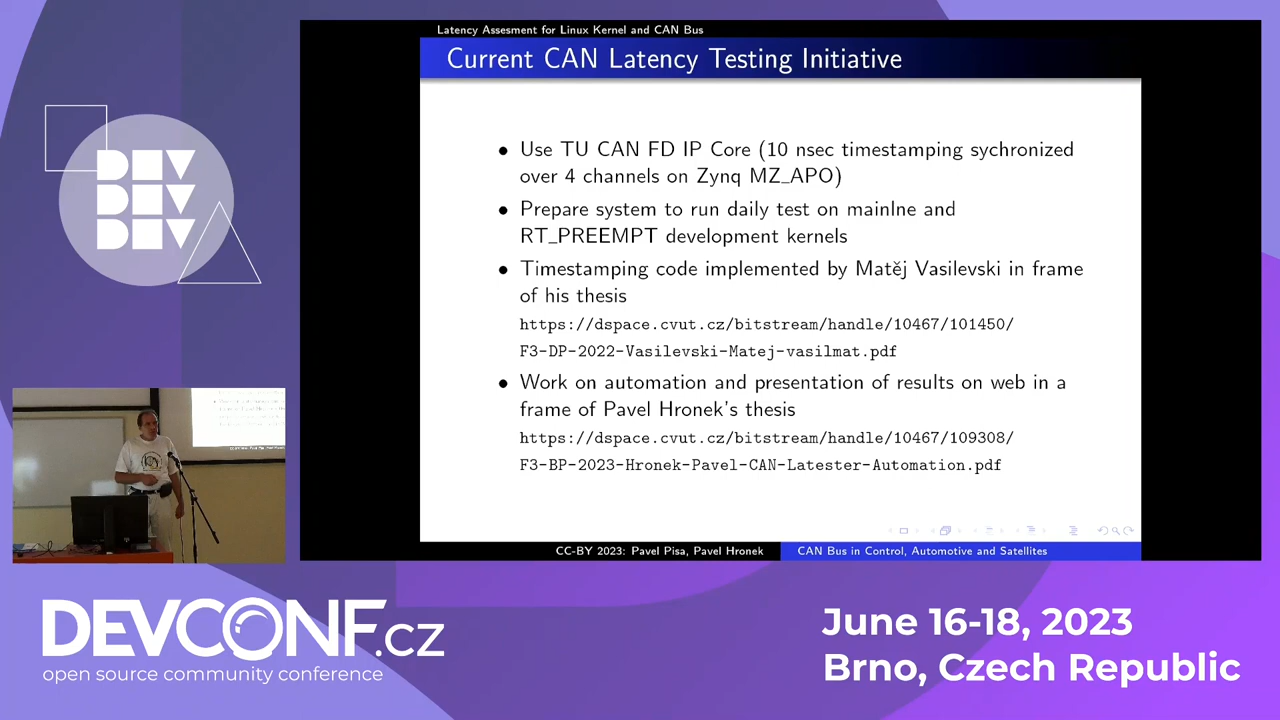 Latency Assesment for Linux Kernel and CAN Bus
Current CAN Latency Testing Initiative
• Use TU CAN FD IP Core (10 nsec timestamping sychronized
over 4 channels on Zynq MZ_APO)
• Prepare system to run daily test on mainlne and
RT_PREEMPT development kernels
• Timestamping code implemented by Matěj Vasilevski in frame
of his thesis
https://dspace.cvut.cz/bitstream/handle/10467/101450/
F3-DP-2022-Vasilevski-Matej-vasilmat.pdf
• Work on automation and presentation of results on web in a
frame of Pavel Hronek's thesis
https://dspace.cvut.cz/bitstream/handle/10467/109308/
F3-BP-2023-Hronek-Pavel-CAN-Latester-Automation.pdf
CC-BY 2023: Pavel Pisa, Pavel Hronek
CAN Bus in Control, Automotive and Satellites
DEV
DEV
DEV
DEVCONF.cz
open source community conference
June 16-18, 2023
Brno, Czech Republic